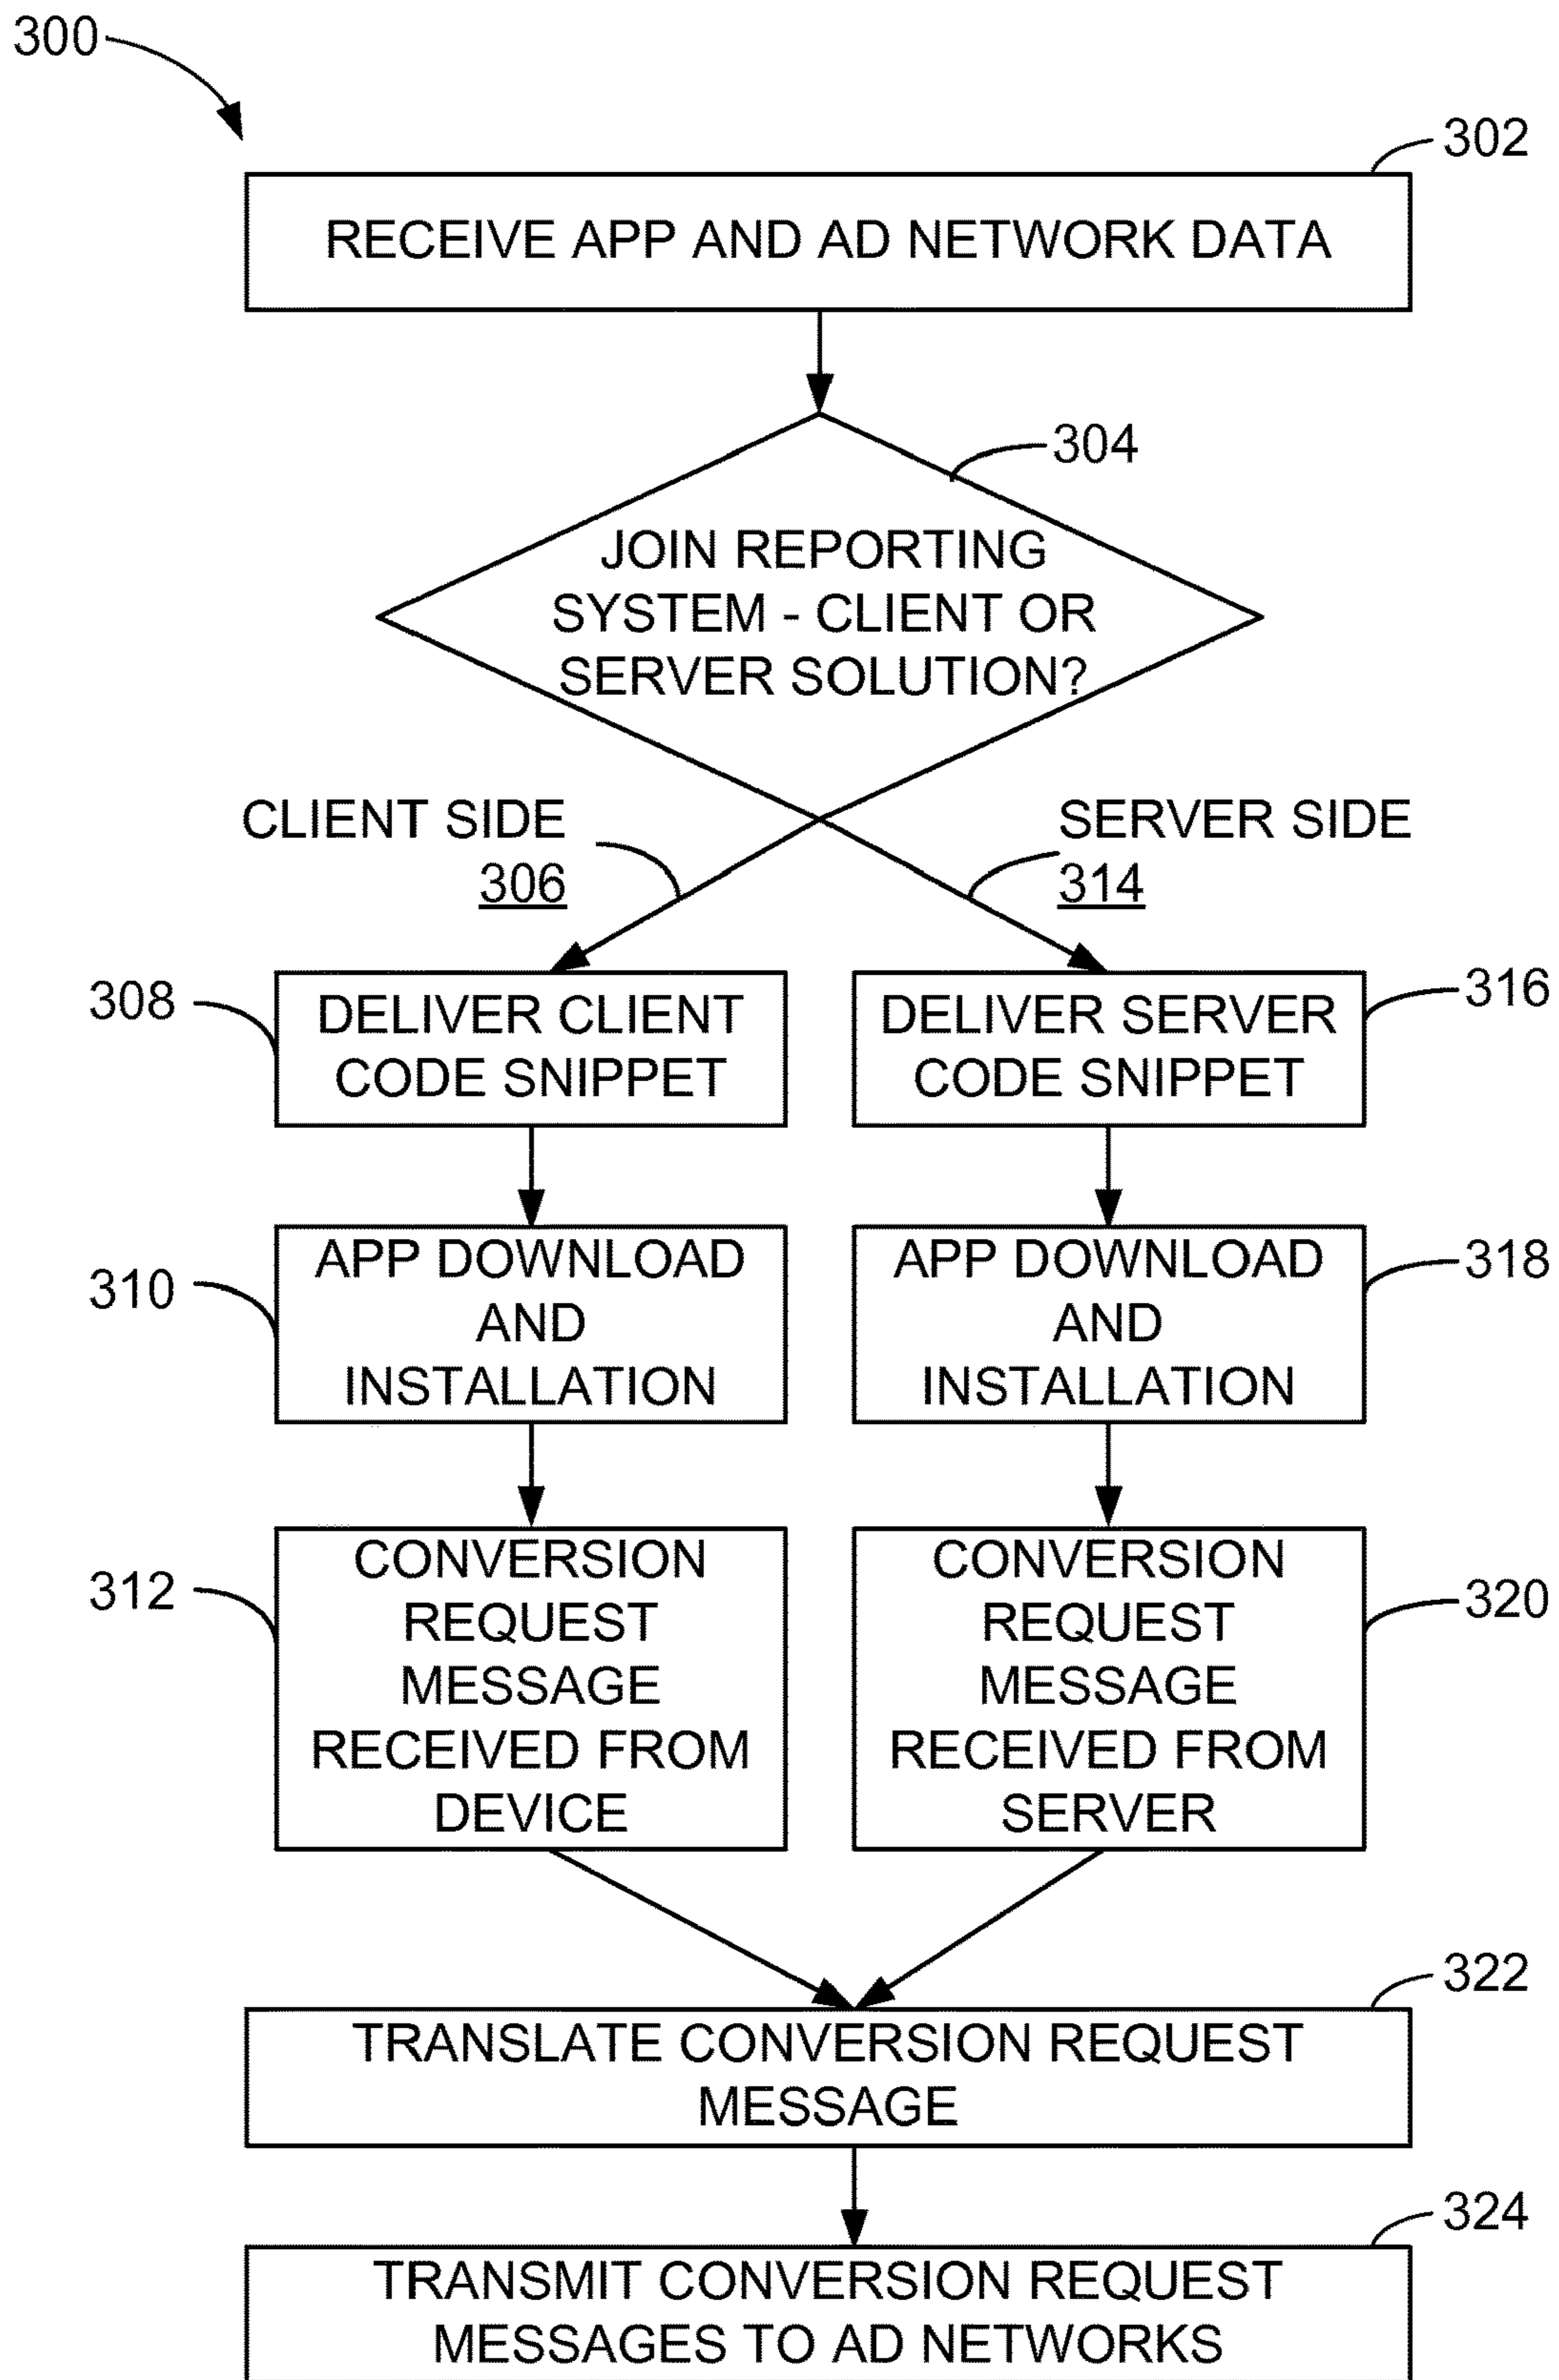 300
302
RECEIVE APP AND AD NETWORK DATA
304
JOIN REPORTING
SYSTEM - CLIENT OR
SERVER SOLUTION?
CLIENT SIDE
306
SERVER SIDE
314
308
DELIVER CLIENT
CODE SNIPPET
DELIVER SERVER
CODE SNIPPET
316
310
APP DOWNLOAD
AND
INSTALLATION
APP DOWNLOAD
AND
INSTALLATION
318
312
CONVERSION
REQUEST
MESSAGE
RECEIVED FROM
DEVICE
CONVERSION
REQUEST
MESSAGE
RECEIVED FROM
SERVER
320
322
TRANSLATE CONVERSION REQUEST
MESSAGE
324
TRANSMIT CONVERSION REQUEST
MESSAGES TO AD NETWORKS